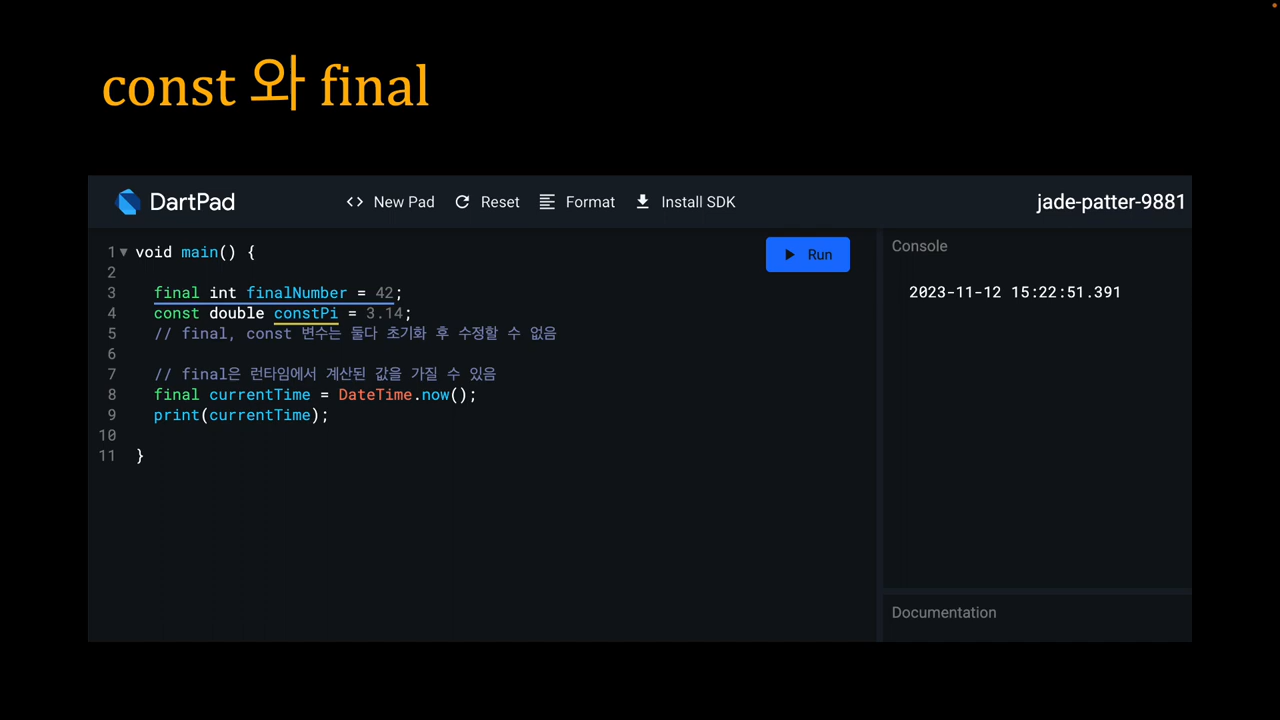 const 와 final
DartPad
<> New Pad
Reset
Format
Install SDK
jade-patter-9881
1 void main() {
2
3 final int finalNumber = 42;
4 const double constPi = 3.14;
5 // final, const 변수는 둘다 초기화 후 수정할 수 없음
6
7 // final은 런타임에서 계산된 값을 가질 수 있음
8 final currentTime = DateTime.now();
9 print(currentTime);
10
11 }
Run
Console
2023-11-12 15:22:51.391
Documentation